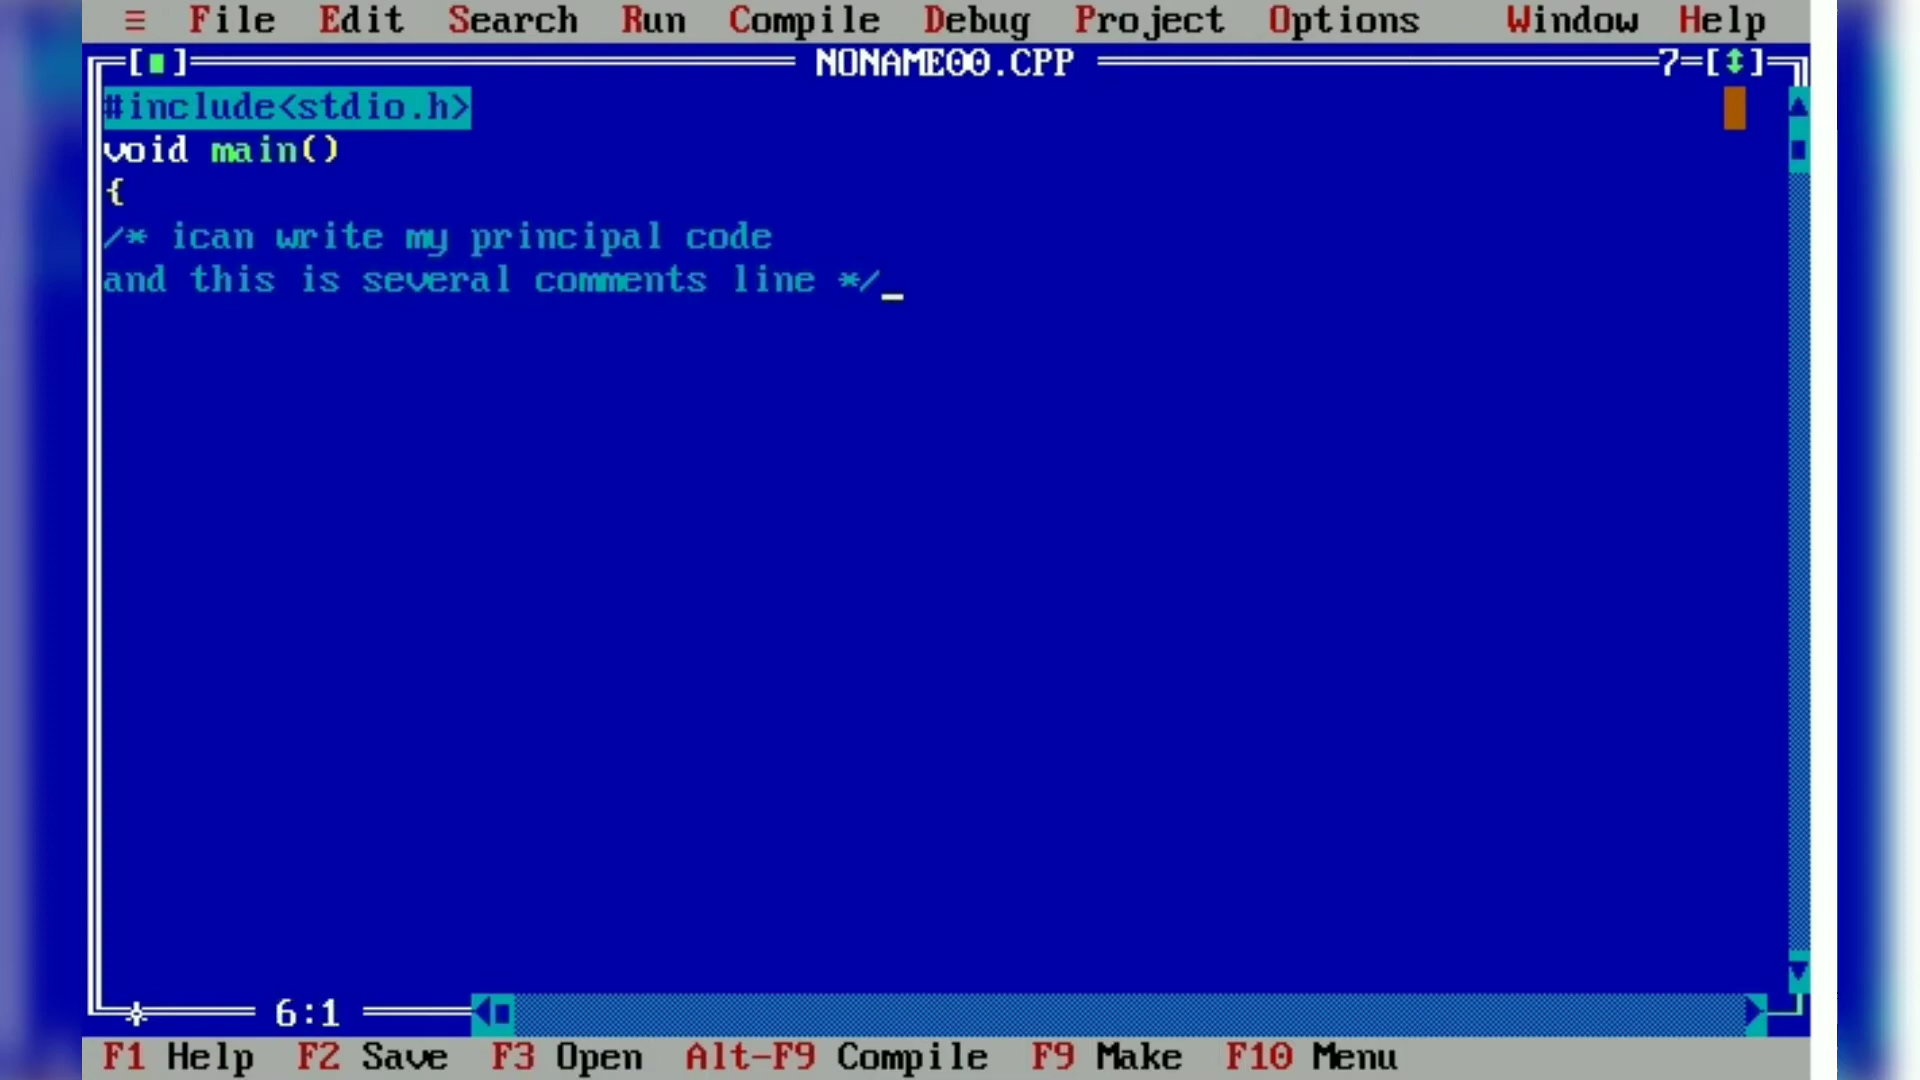 ≡ File Edit Search Run Compile Debug Project Options Window Help
[■] NONAME00.CPP 7=[↕]
#include<stdio.h>
void main()
{
/* ican write my principal code
and this is several comments line */_
6:1
F1 Help F2 Save F3 Open Alt-F9 Compile F9 Make F10 Menu